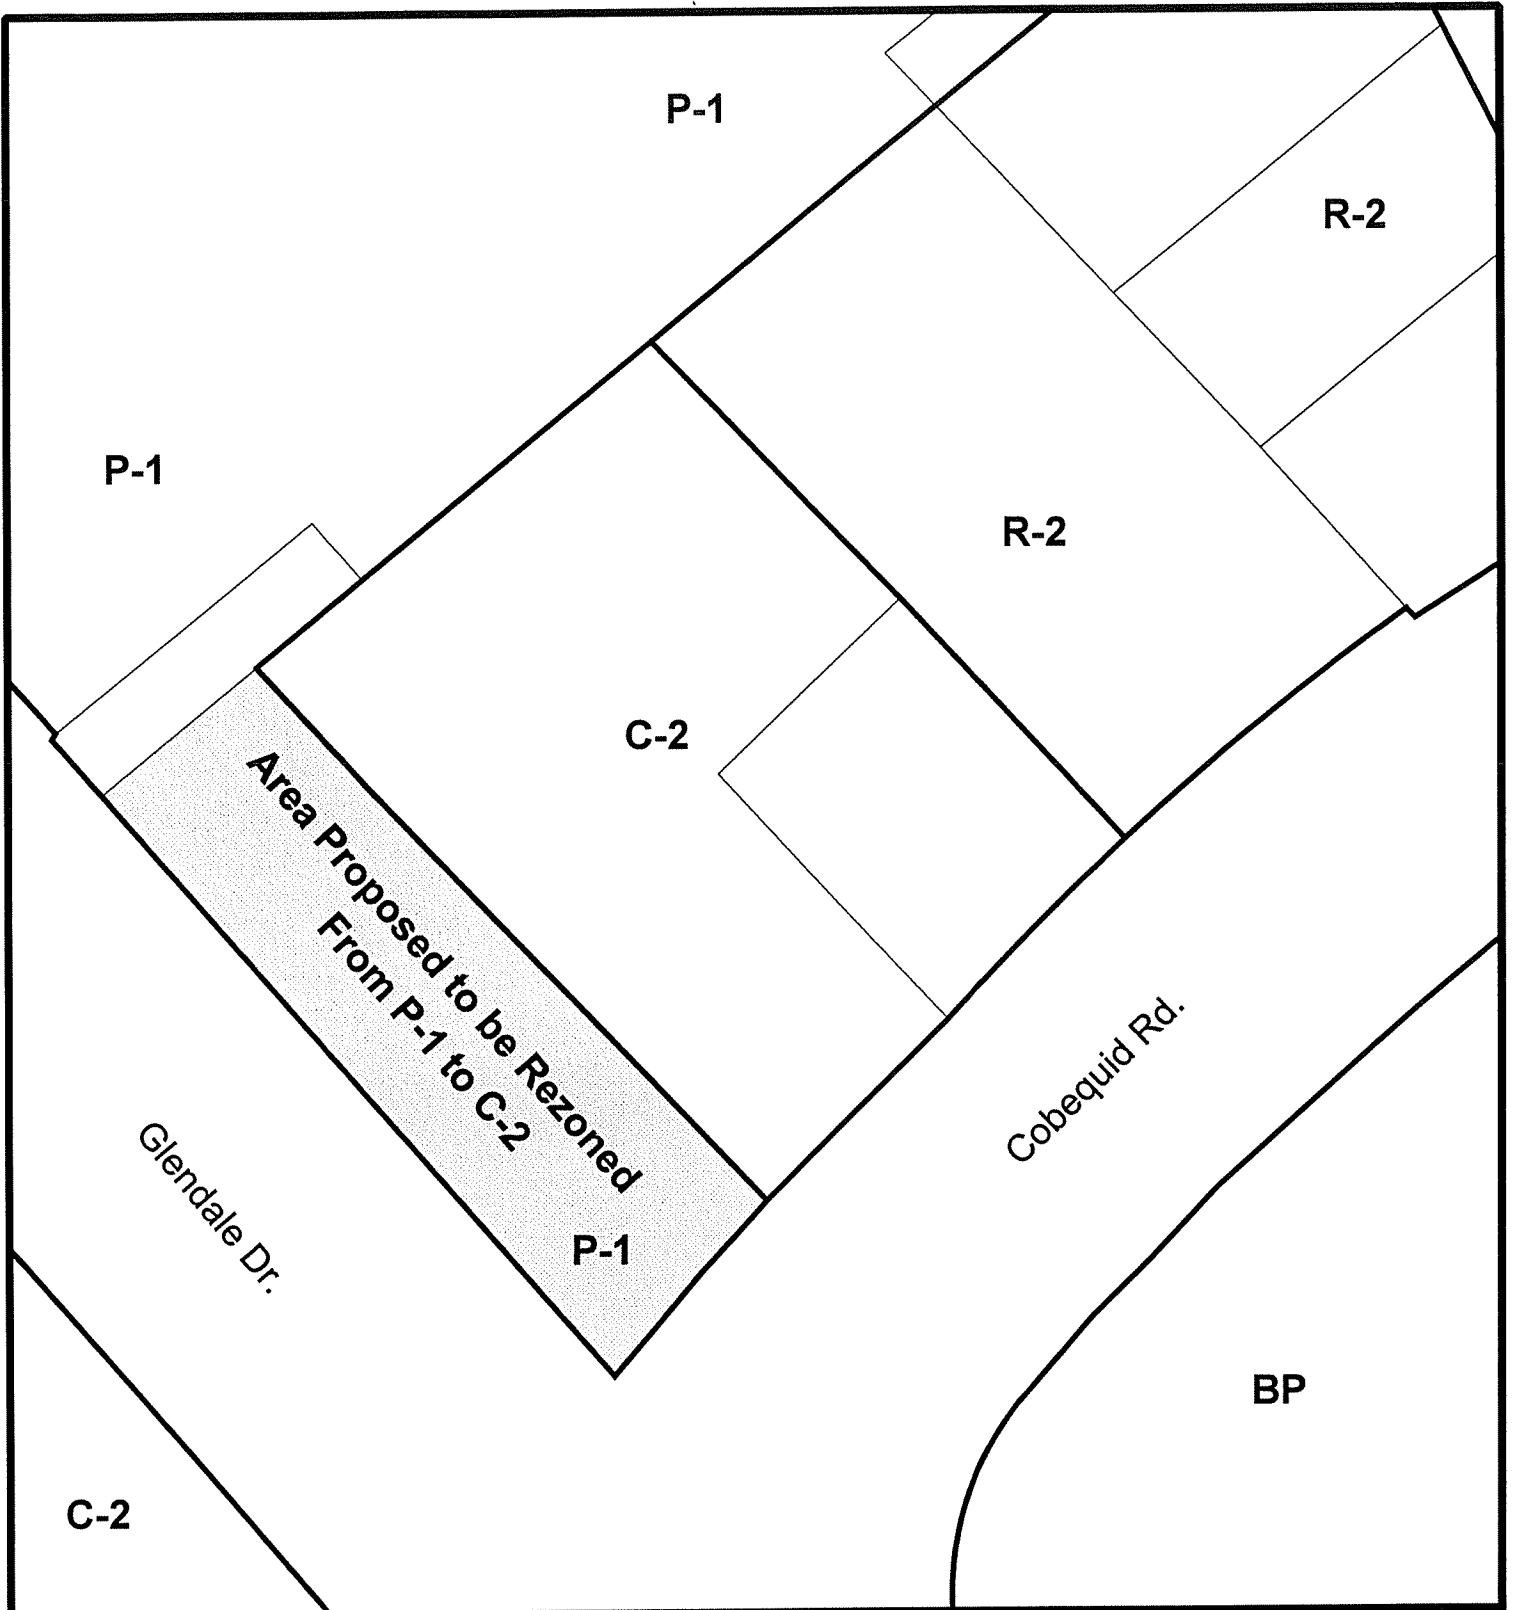 P-1
R-2
P-1
R-2
C-2
Area Proposed to be Rezoned
From P-1 to C-2
P-1
Glendale Dr.
Cobequid Rd.
BP
C-2